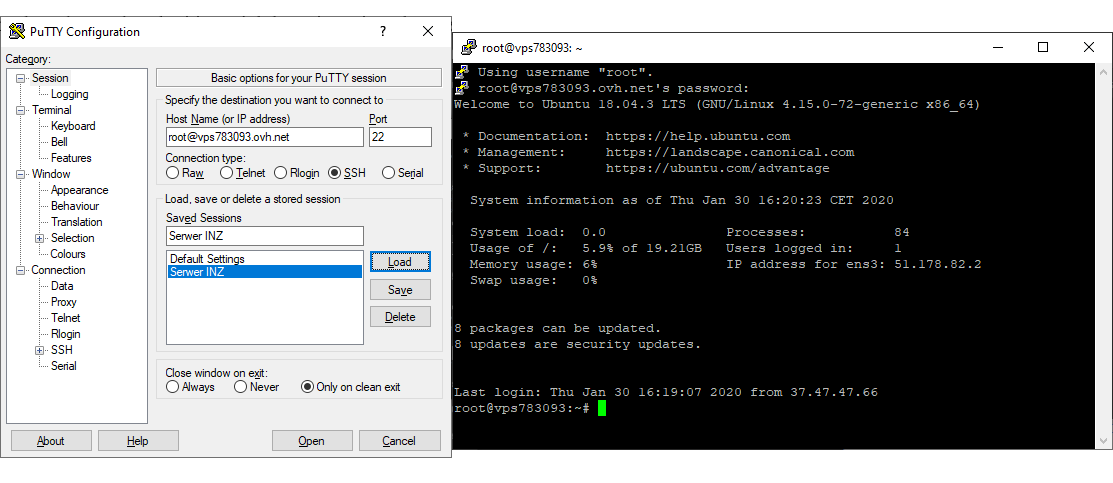 PuTTY Configuration
?
Category:
Session
Logging
Terminal
Keyboard
Bell
Features
Window
Appearance
Behaviour
Translation
Selection
Colours
Connection
Data
Proxy
Telnet
Rlogin
SSH
Serial
Basic options for your PuTTY session
Specify the destination you want to connect to
Host Name (or IP address) Port
root@vps783093.ovh.net 22
Connection type:
Raw Telnet Rlogin SSH Serial
Load, save or delete a stored session
Saved Sessions
Serwer INZ
Default Settings
Serwer INZ
Load
Save
Delete
Close window on exit:
Always Never Only on clean exit
About Help Open Cancel
root@vps783093: ~
Using username "root".
root@vps783093.ovh.net's password:
Welcome to Ubuntu 18.04.3 LTS (GNU/Linux 4.15.0-72-generic x86_64)
* Documentation: https://help.ubuntu.com
* Management: https://landscape.canonical.com
* Support: https://ubuntu.com/advantage
System information as of Thu Jan 30 16:20:23 CET 2020
System load: 0.0 Processes: 84
Usage of /: 5.9% of 19.21GB Users logged in: 1
Memory usage: 6% IP address for ens3: 51.178.82.2
Swap usage: 0%
8 packages can be updated.
8 updates are security updates.
Last login: Thu Jan 30 16:19:07 2020 from 37.47.47.66
root@vps783093:~#